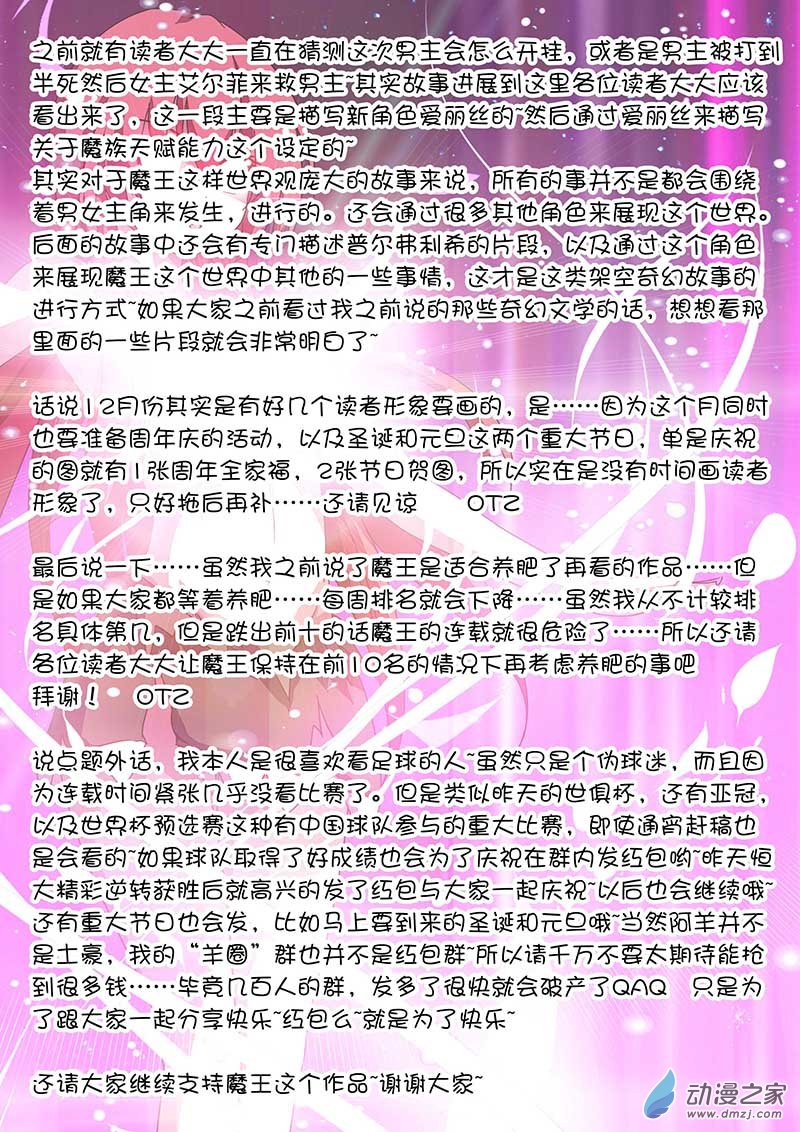 之前就有读者大大一直在猜测这次男主会怎么开挂，或者是男主被打到
半死然后女主艾尔菲来救男主~其实故事进展到这里各位读者大大应该
看出来了，这一段主要是描写新角色爱丽丝的~然后通过爱丽丝来描写
关于魔族天赋能力这个设定的~
其实对于魔王这样世界观庞大的故事来说，所有的事并不是都会围绕
着男女主角来发生，进行的。还会通过很多其他角色来展现这个世界。
后面的故事中还会有专门描述普尔弗利希的片段，以及通过这个角色
来展现魔王这个世界中其他的一些事情，这才是这类架空奇幻故事的
进行方式~如果大家之前看过我之前说的那些奇幻文学的话，想想看那
里面的一些片段就会非常明白了~
话说12月份其实是有好几个读者形象要画的，是……因为这个月同时
也要准备周年庆的活动，以及圣诞和元旦这两个重大节日，单是庆祝
的图就有1张周年全家福，2张节日贺图，所以实在是没有时间画读者
形象了，只好拖后再补……还请见谅　　OTZ
最后说一下……虽然我之前说了魔王是适合养肥了再看的作品……但
是如果大家都等着养肥……每周排名就会下降……虽然我从不计较排
名具体第几，但是跌出前十的话魔王的连载就很危险了……所以还请
各位读者大大让魔王保持在前10名的情况下再考虑养肥的事吧
拜谢！　OTZ
说点题外话，我本人是很喜欢看足球的人~虽然只是个伪球迷，而且因
为连载时间紧张几乎没看比赛了。但是类似昨天的世俱杯，还有亚冠，
以及世界杯预选赛这种有中国球队参与的重大比赛，即使通宵赶稿也
是会看的~如果球队取得了好成绩也会为了庆祝在群内发红包哟~昨天恒
大精彩逆转获胜后就高兴的发了红包与大家一起庆祝~以后也会继续哦~
还有重大节日也会发，比如马上要到来的圣诞和元旦哦~当然阿羊并不
是土豪，我的“羊圈”群也并不是红包群~所以请千万不要太期待能抢
到很多钱……毕竟几百人的群，发多了很快就会破产了QAQ　只是为
了跟大家一起分享快乐~红包么~就是为了快乐~
还请大家继续支持魔王这个作品~谢谢大家~
动漫之家
www.dmzj.com